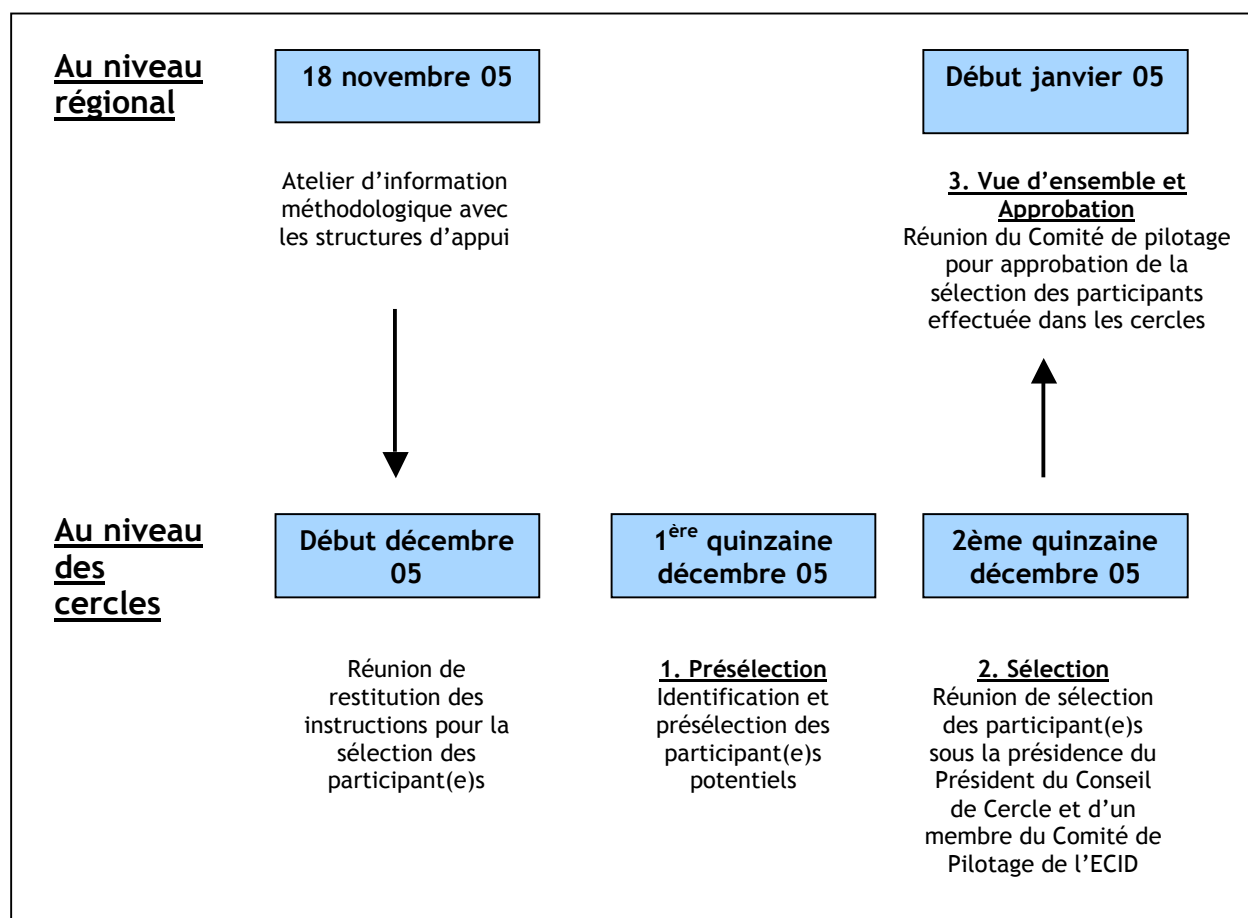 Au niveau
régional
18 novembre 05
Début janvier 05
Atelier d’information
méthodologique avec
les structures d’appui
3. Vue d’ensemble et
Approbation
Réunion du Comité de pilotage
pour approbation de la
sélection des participants
effectuée dans les cercles
Au niveau
des
cercles
Début décembre
05
1ère quinzaine
décembre 05
2ème quinzaine
décembre 05
Réunion de
restitution des
instructions pour la
sélection des
participant(e)s
1. Présélection
Identification et
présélection des
participant(e)s
potentiels
2. Sélection
Réunion de sélection
des participant(e)s
sous la présidence du
Président du Conseil
de Cercle et d’un
membre du Comité de
Pilotage de l’ECID